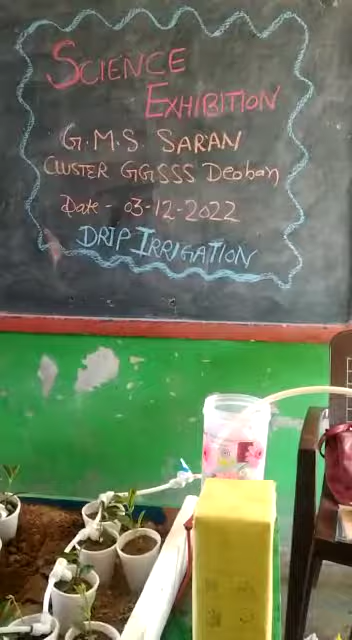 SCIENCE
EXHIBITION
G.M.S. SARAN
CLUSTER GGSSS Deoban
Date - 03-12-2022
DRIP IRRIGATION